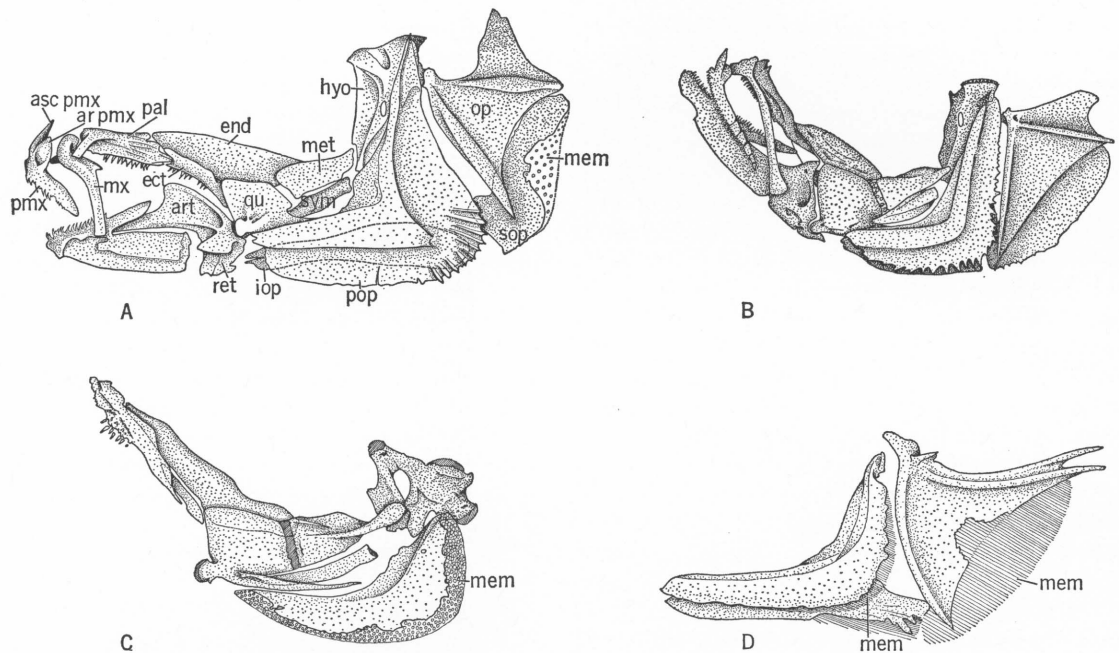 asc pmx
ar pmx
pal
end
hyo
op
met
mem
mx
ect
pmx
art
qu
sym
sop
ret
iop
pop
A
B
mem
C
mem
mem
D